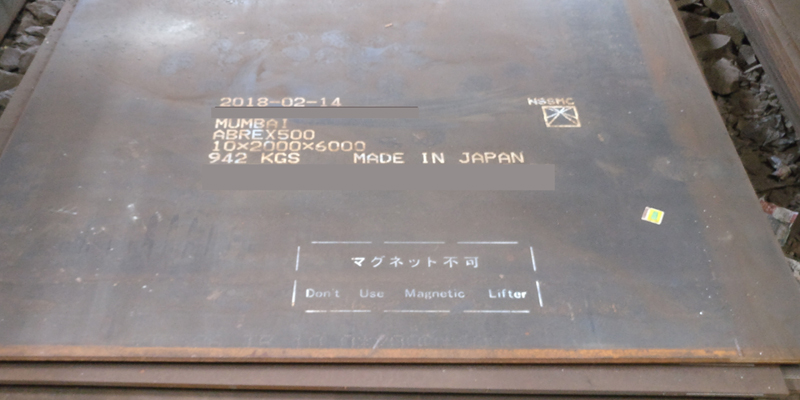 2018-02-14
NSSMC
MUMBAI
ABREX500
10×2000×6000
942 KGS MADE IN JAPAN
マグネット不可
Don't Use Magnetic Lifter